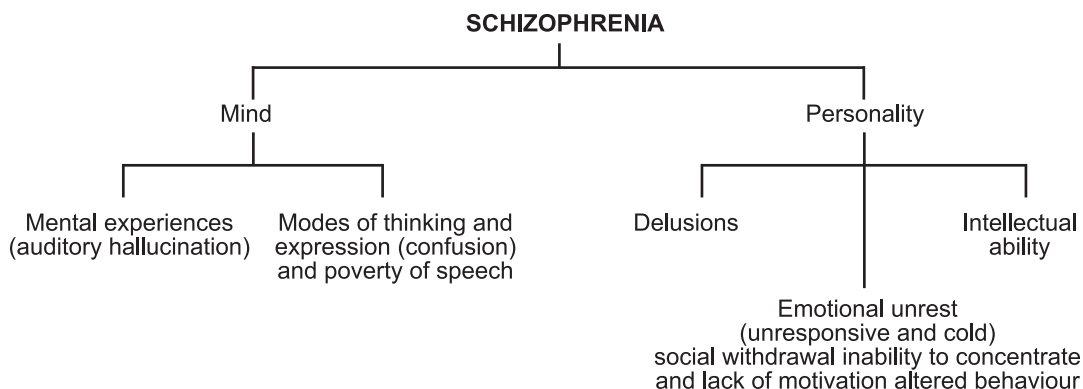 SCHIZOPHRENIA
Mind
Personality
Mental experiences
(auditory hallucination)
Modes of thinking and
expression (confusion)
and poverty of speech
Delusions
Intellectual
ability
Emotional unrest
(unresponsive and cold)
social withdrawal inability to concentrate
and lack of motivation altered behaviour